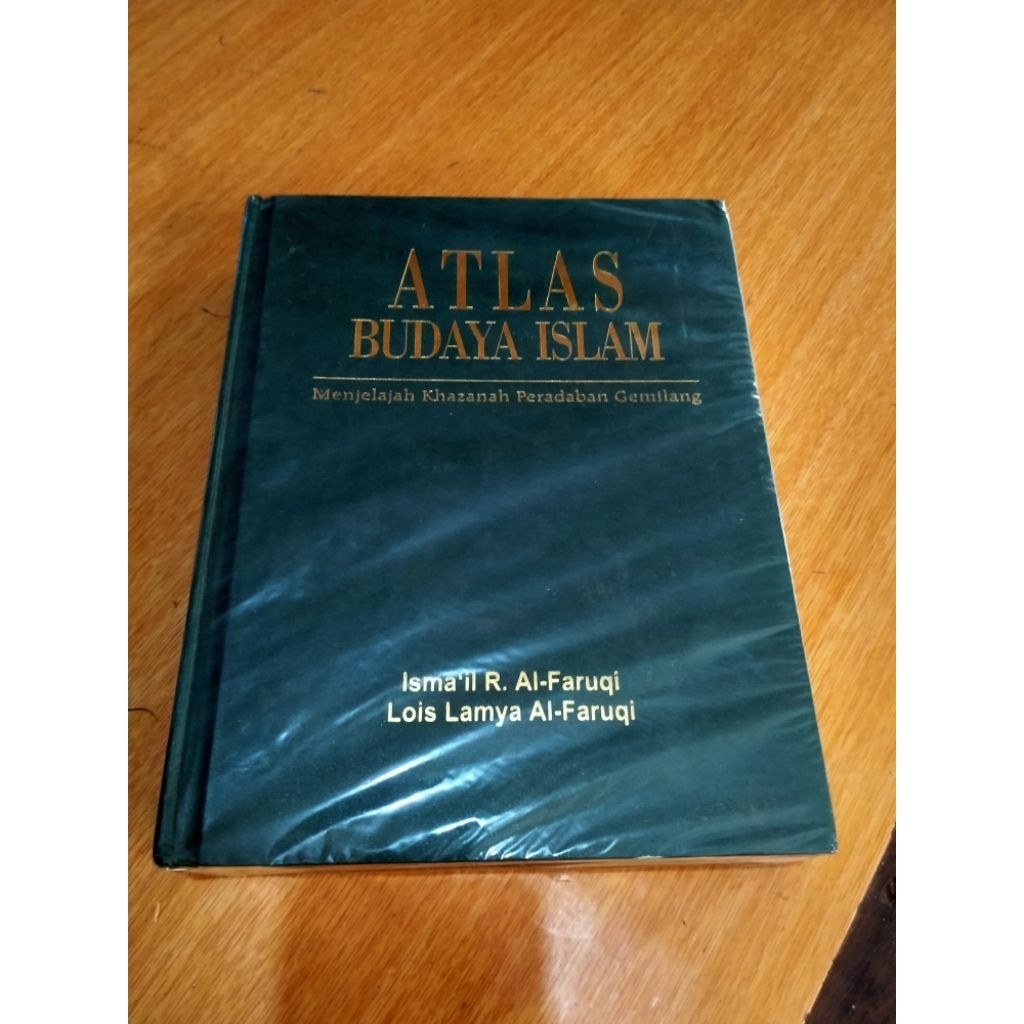 ATLAS
BUDAYA ISLAM
Menjelajah Khazanah Peradaban Gemilang
Isma'il R. Al-Faruqi
Lois Lamya Al-Faruqi